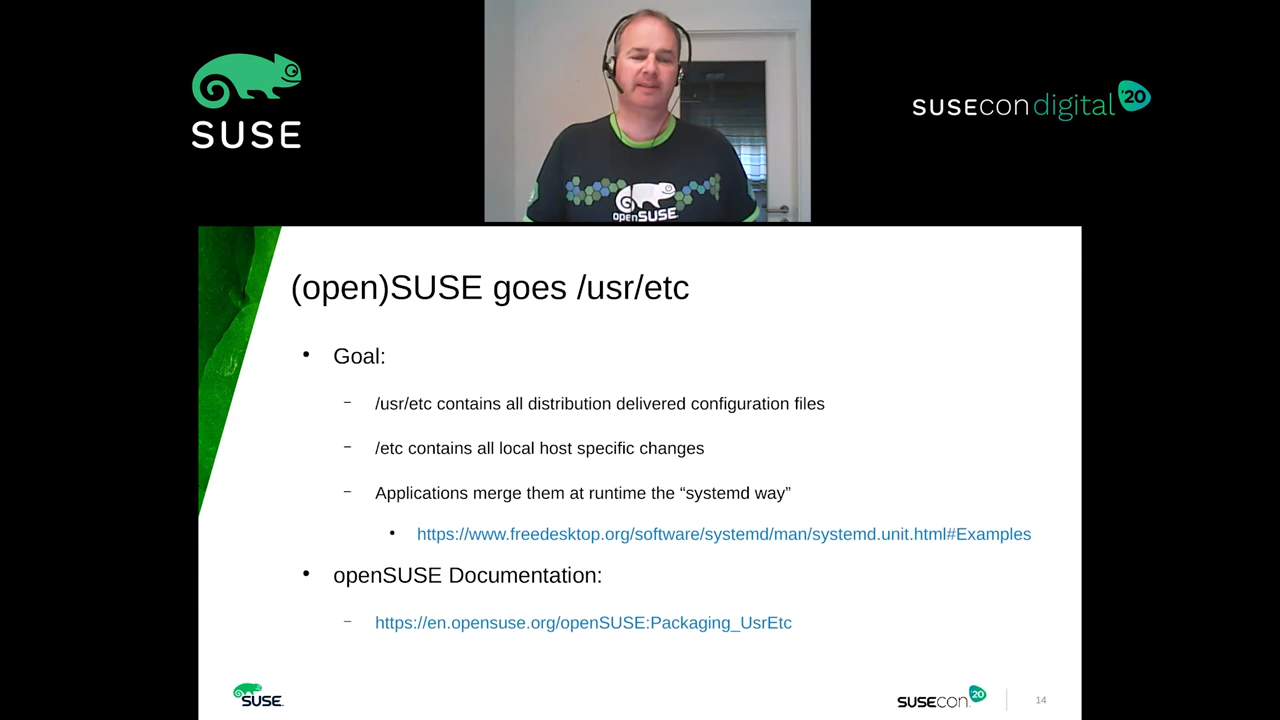 SUSE
SUSECON digital '20
openSUSE
(open)SUSE goes /usr/etc
• Goal:
– /usr/etc contains all distribution delivered configuration files
– /etc contains all local host specific changes
– Applications merge them at runtime the “systemd way”
• https://www.freedesktop.org/software/systemd/man/systemd.unit.html#Examples
• openSUSE Documentation:
– https://en.opensuse.org/openSUSE:Packaging_UsrEtc
SUSE
SUSECON '20
14